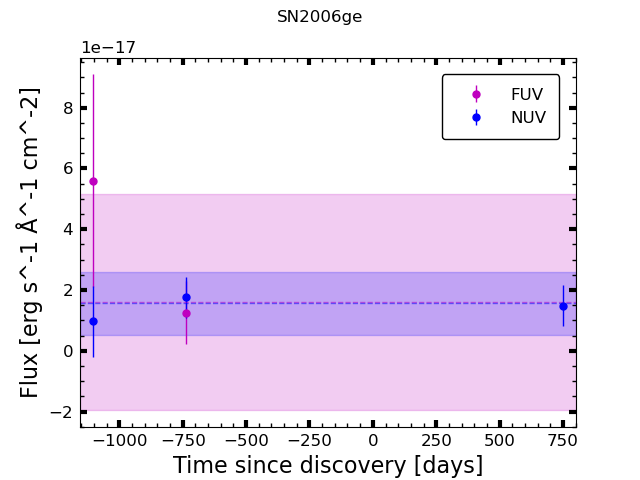 SN2006ge
1e−17
8
6
4
2
0
−2
Flux [erg s^-1 Å^-1 cm^-2]
FUV
NUV
−1000 −750 −500 −250 0 250 500 750
Time since discovery [days]